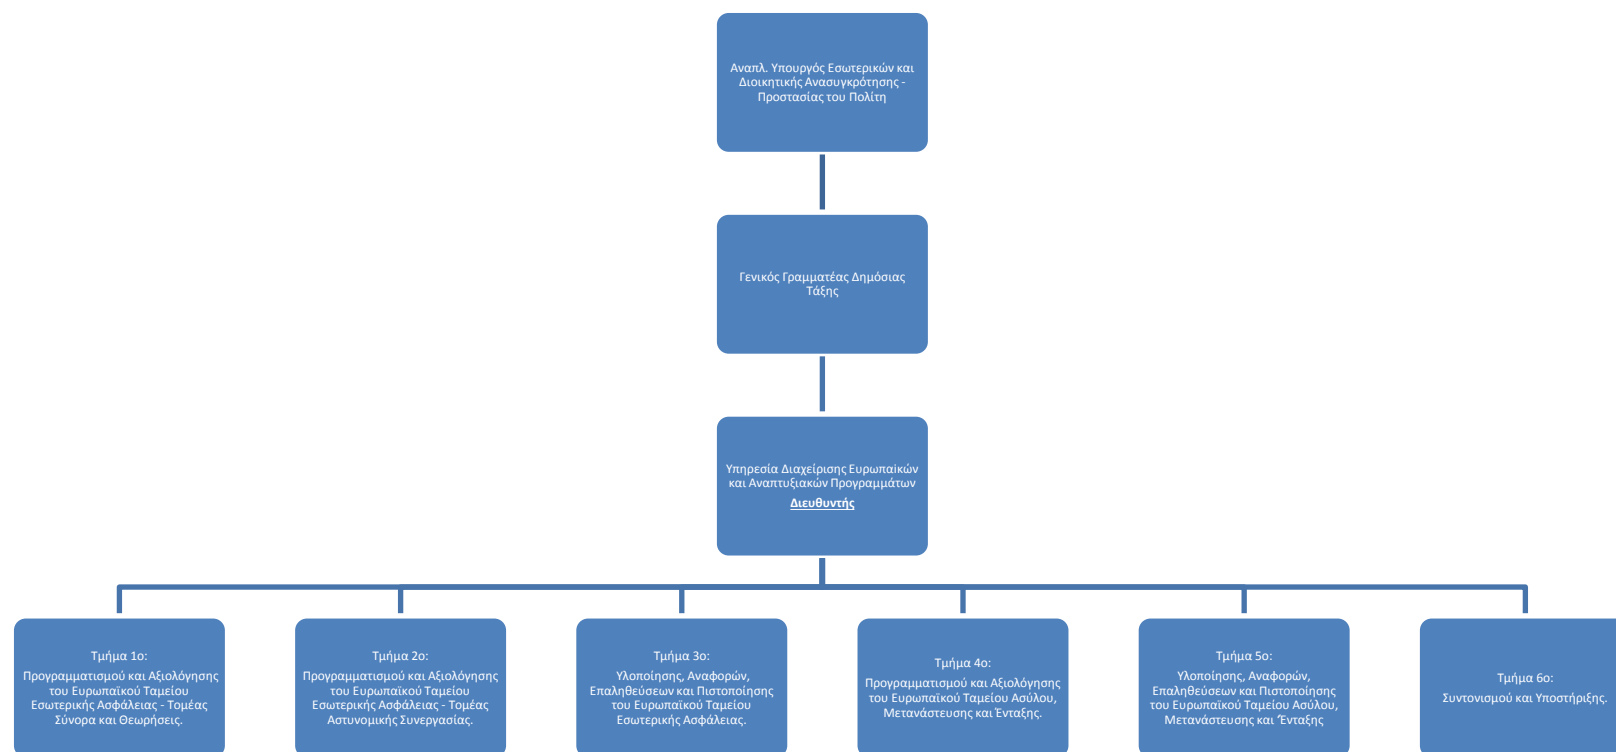 Αναπλ. Υπουργός Εσωτερικών και
Διοικητικής Ανασυγκρότησης -
Προστασίας του Πολίτη
Γενικός Γραμματέας Δημόσιας
Τάξης
Υπηρεσία Διαχείρισης Ευρωπαiκών
και Αναπτυξιακών Προγραμμάτων
Διευθυντής
Τμήμα 1ο:
Προγραμματισμού και Αξιολόγησης
του Ευρωπαϊκού Ταμείου
Εσωτερικής Ασφάλειας - Τομέας
Σύνορα και Θεωρήσεις.
Τμήμα 2ο:
Προγραμματισμού και Αξιολόγησης
του Ευρωπαϊκού Ταμείου
Εσωτερικής Ασφάλειας - Τομέας
Αστυνομικής Συνεργασίας.
Τμήμα 3ο:
Υλοποίησης, Αναφορών,
Επαληθεύσεων και Πιστοποίησης
του Ευρωπαϊκού Ταμείου
Εσωτερικής Ασφάλειας.
Τμήμα 4ο:
Προγραμματισμού και Αξιολόγησης
του Ευρωπαϊκού Ταμείου Ασύλου,
Μετανάστευσης και Ένταξης.
Τμήμα 5ο:
Υλοποίησης, Αναφορών,
Επαληθεύσεων και Πιστοποίησης
του Ευρωπαϊκού Ταμείου Ασύλου,
Μετανάστευσης και Ένταξης
Τμήμα 6ο:
Συντονισμού και Υποστήριξης.